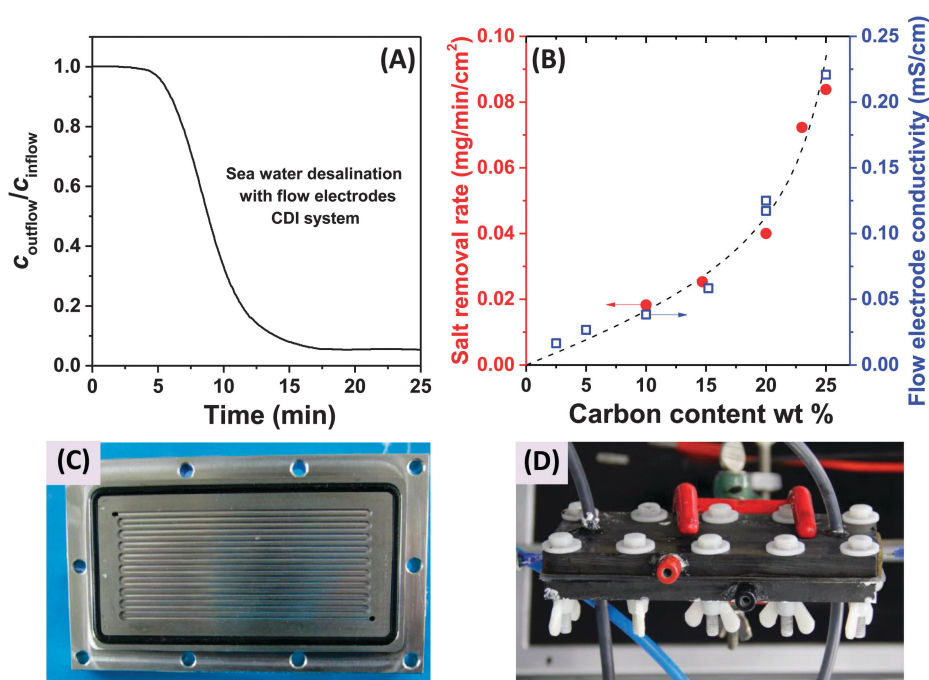 (A)
1.0
0.8
0.6
0.4
0.2
0.0
c_outflow/c_inflow
Sea water desalination
with flow electrodes
CDI system
0 5 10 15 20 25
Time (min)
(B)
0.10
0.08
0.06
0.04
0.02
0.00
Salt removal rate (mg/min/cm²)
0.25
0.20
0.15
0.10
0.05
0.00
Flow electrode conductivity (mS/cm)
0 5 10 15 20 25
Carbon content wt %
(C)
(D)